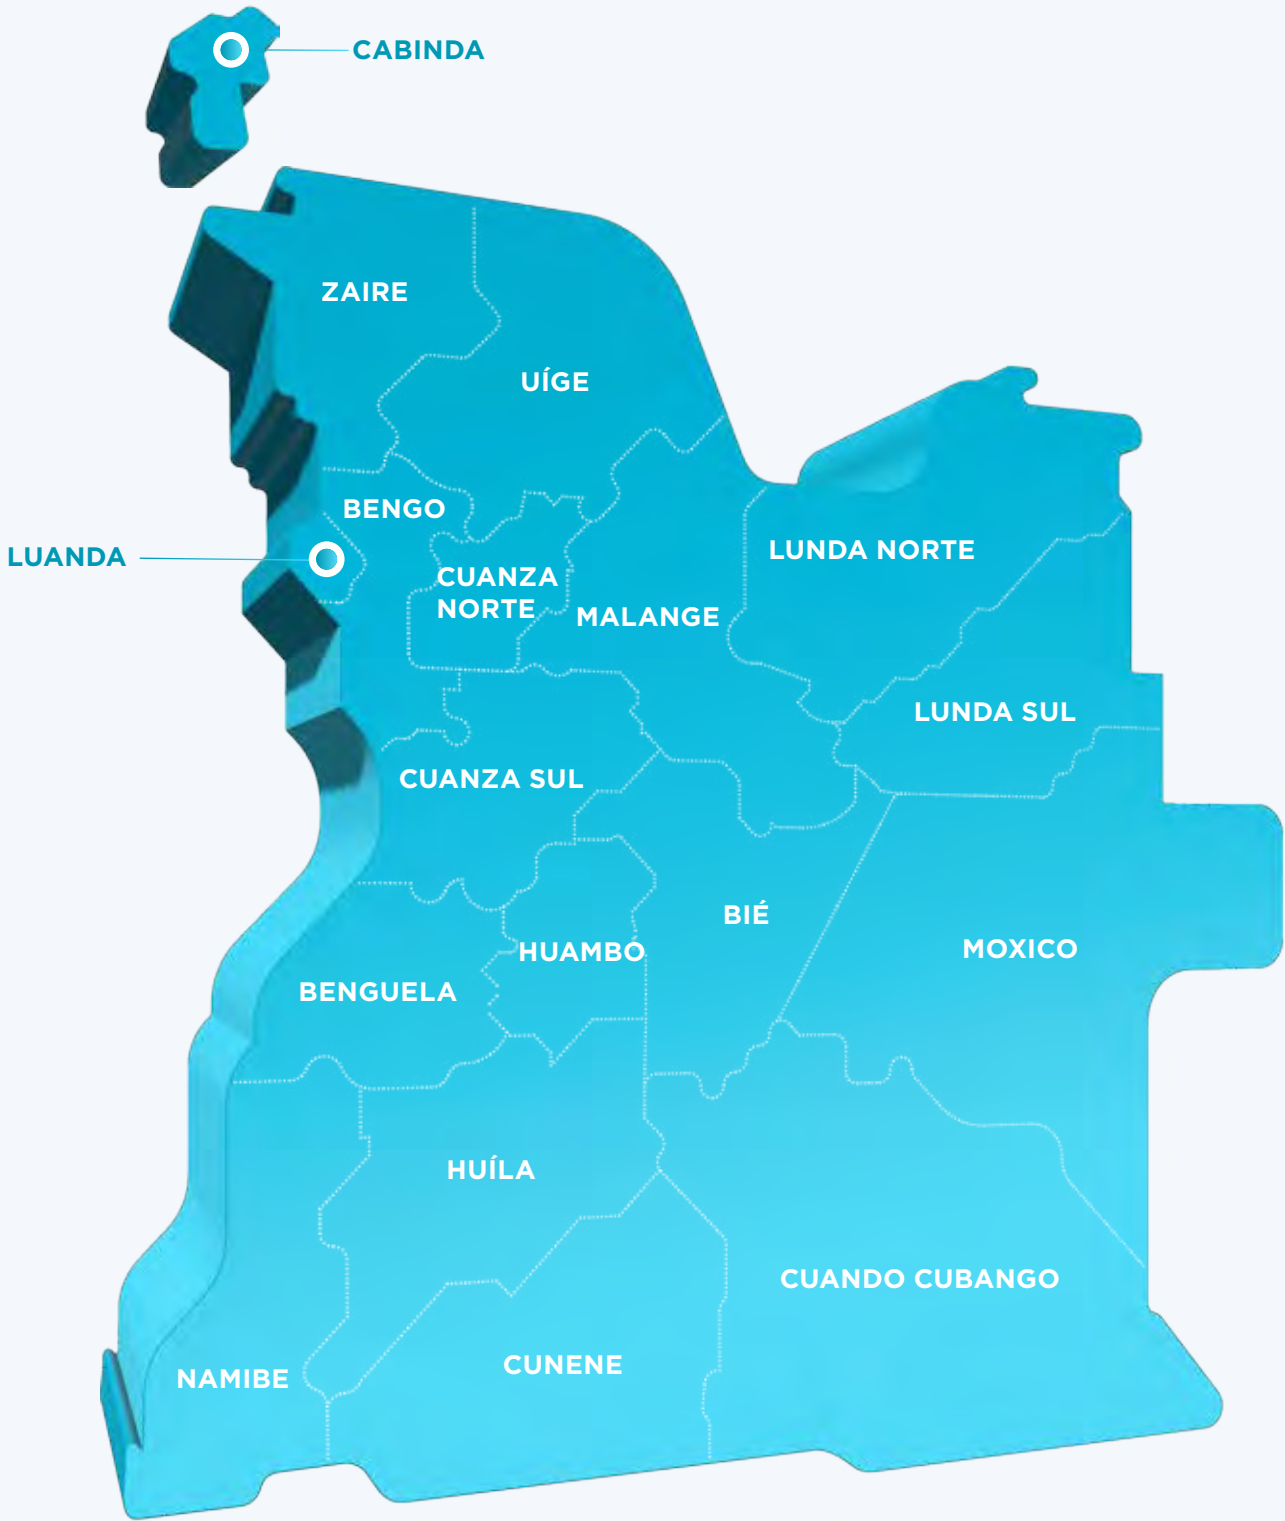 CABINDA
ZAIRE
UÍGE
BENGO
LUANDA
LUNDA NORTE
CUANZA
NORTE
MALANGE
LUNDA SUL
CUANZA SUL
BIÉ
HUAMBO
MOXICO
BENGUELA
HUÍLA
CUANDO CUBANGO
CUNENE
NAMIBE